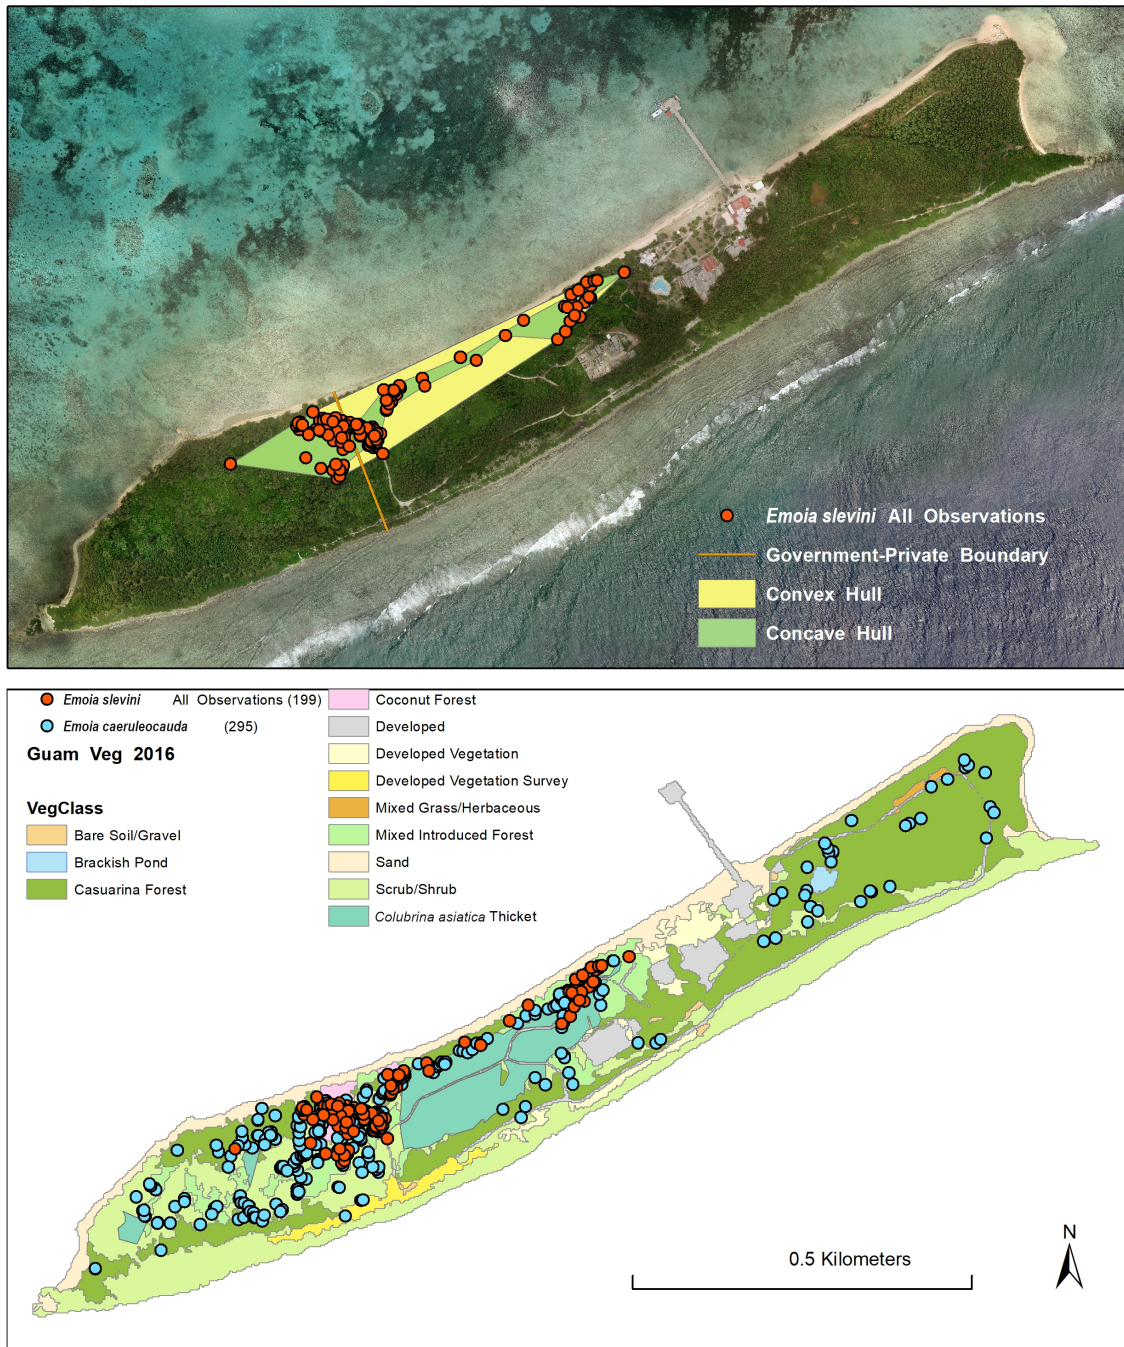 Emoia slevini All Observations
Government-Private Boundary
Convex Hull
Concave Hull
Emoia slevini All Observations (199)
Emoia caeruleocauda (295)
Guam Veg 2016
VegClass
Bare Soil/Gravel
Brackish Pond
Casuarina Forest
Coconut Forest
Developed
Developed Vegetation
Developed Vegetation Survey
Mixed Grass/Herbaceous
Mixed Introduced Forest
Sand
Scrub/Shrub
Colubrina asiatica Thicket
N
0.5 Kilometers